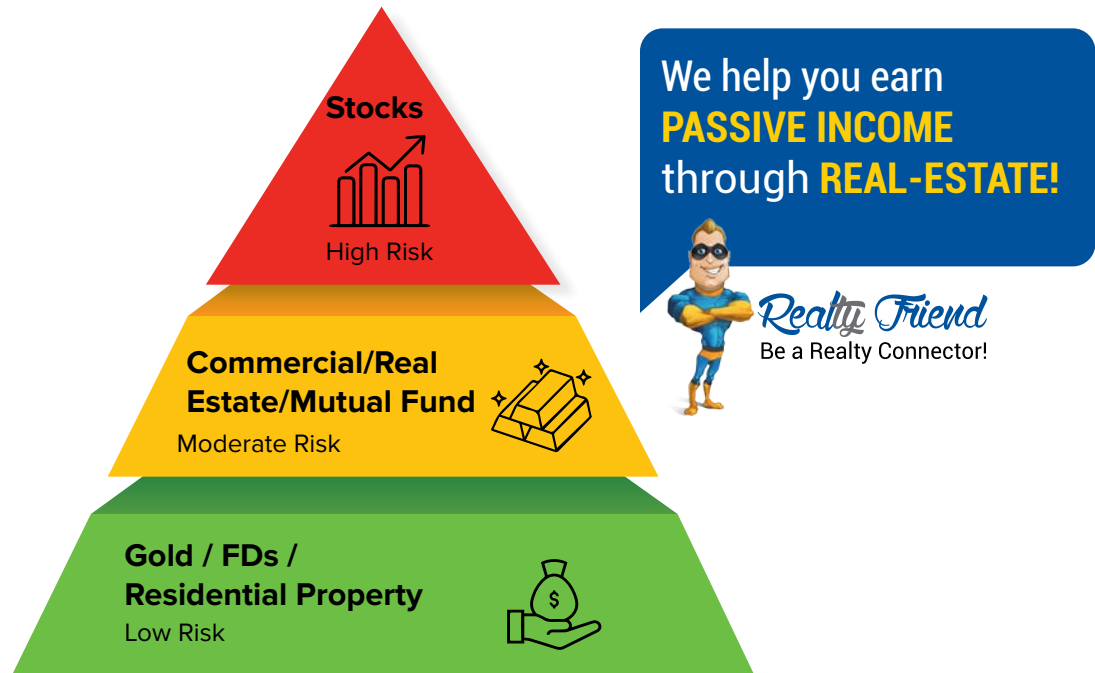 Stocks
High Risk
Commercial/Real
Estate/Mutual Fund
Moderate Risk
Gold / FDs /
Residential Property
Low Risk
$
We help you earn
PASSIVE INCOME
through REAL-ESTATE!
Realty Friend
Be a Realty Connector!